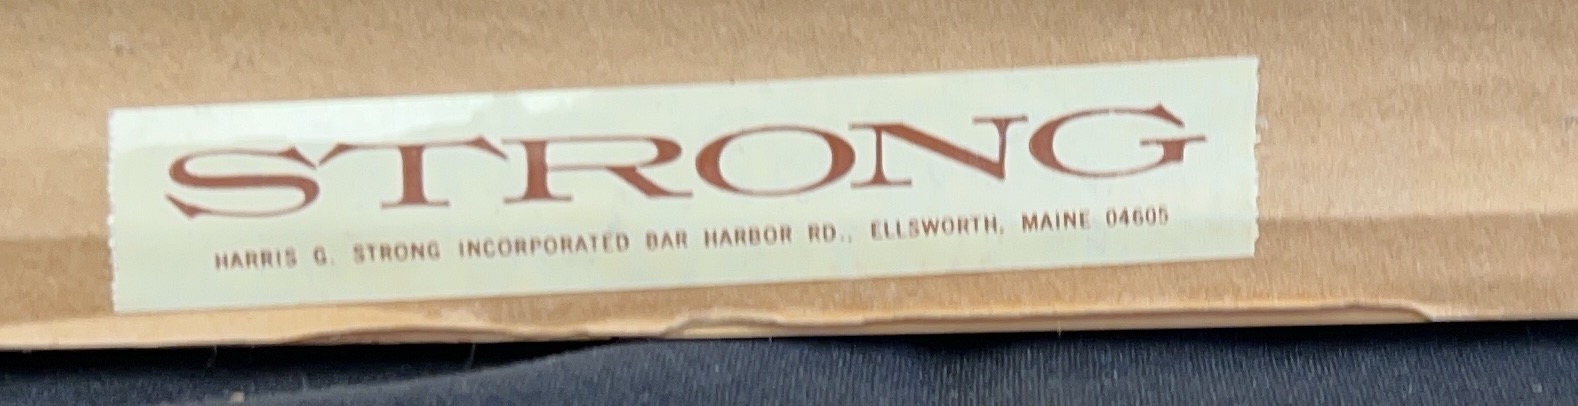 STRONG
HARRIS G. STRONG INCORPORATED BAR HARBOR RD., ELLSWORTH, MAINE 04605